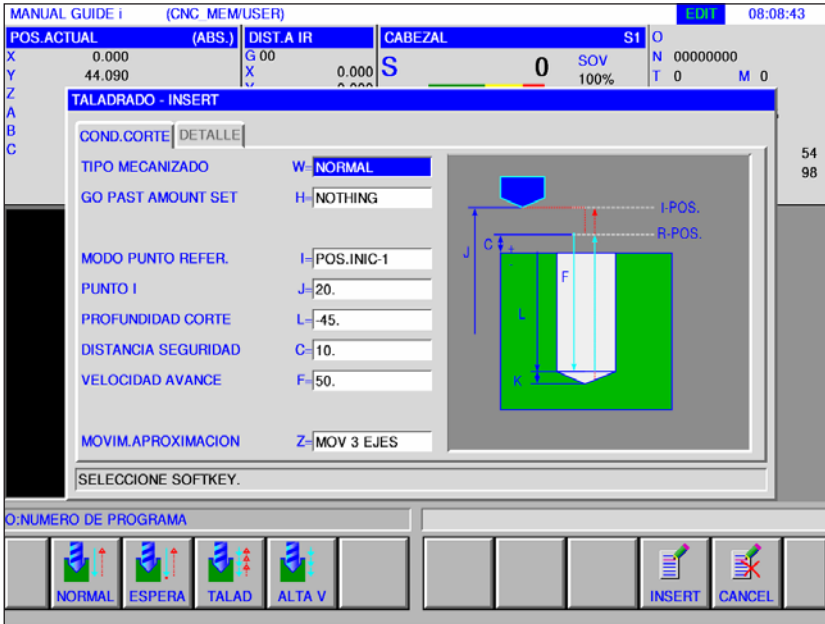 MANUAL GUIDE i (CNC_MEM/USER) EDIT 08:08:43
POS.ACTUAL (ABS.) DIST.A IR CABEZAL S1 O
X 0.000 G 00 S 0 SOV N 00000000
Y 44.090 X 0.000 100% T 0 M 0
Z
A
B
C
54
98
TALADRADO - INSERT
COND.CORTE DETALLE
TIPO MECANIZADO W= NORMAL
GO PAST AMOUNT SET H= NOTHING
MODO PUNTO REFER. I= POS.INIC-1
PUNTO I J= 20.
PROFUNDIDAD CORTE L= -45.
DISTANCIA SEGURIDAD C= 10.
VELOCIDAD AVANCE F= 50.
MOVIM.APROXIMACION Z= MOV 3 EJES
I-POS.
R-POS.
J
C
+
-
F
L
K
SELECCIONE SOFTKEY.
O:NUMERO DE PROGRAMA
NORMAL ESPERA TALAD ALTA V INSERT CANCEL